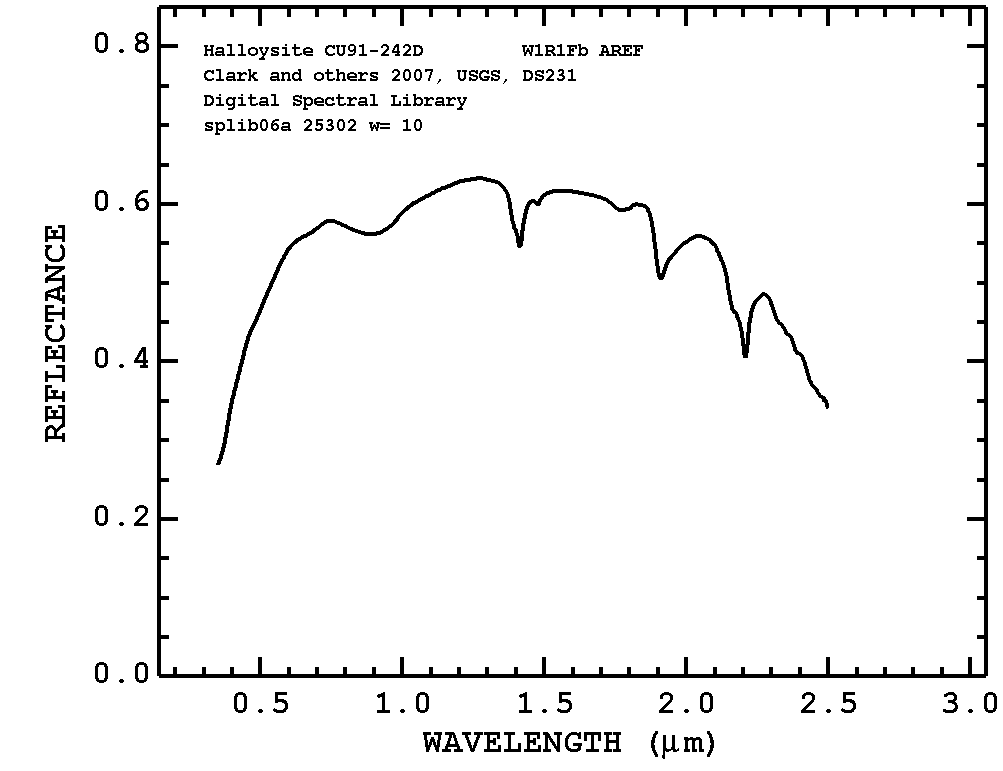 Halloysite CU91-242D W1R1Fb AREF
Clark and others 2007, USGS, DS231
Digital Spectral Library
splib06a 25302 w= 10
0.8
0.6
0.4
0.2
0.0
REFLECTANCE
0.5 1.0 1.5 2.0 2.5 3.0
WAVELENGTH (μm)